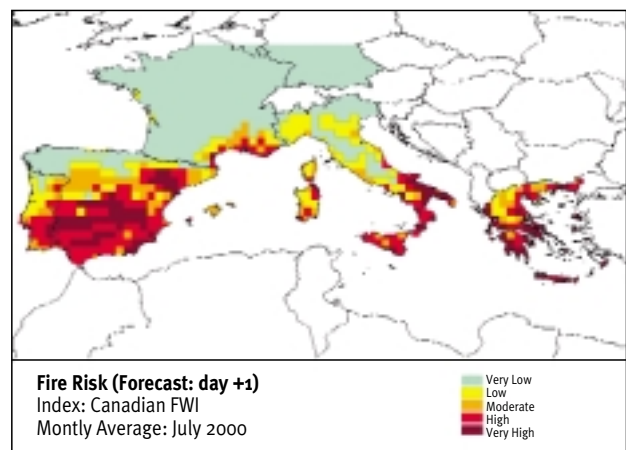 Fire Risk (Forecast: day +1)
Index: Canadian FWI
Montly Average: July 2000
Very Low
Low
Moderate
High
Very High